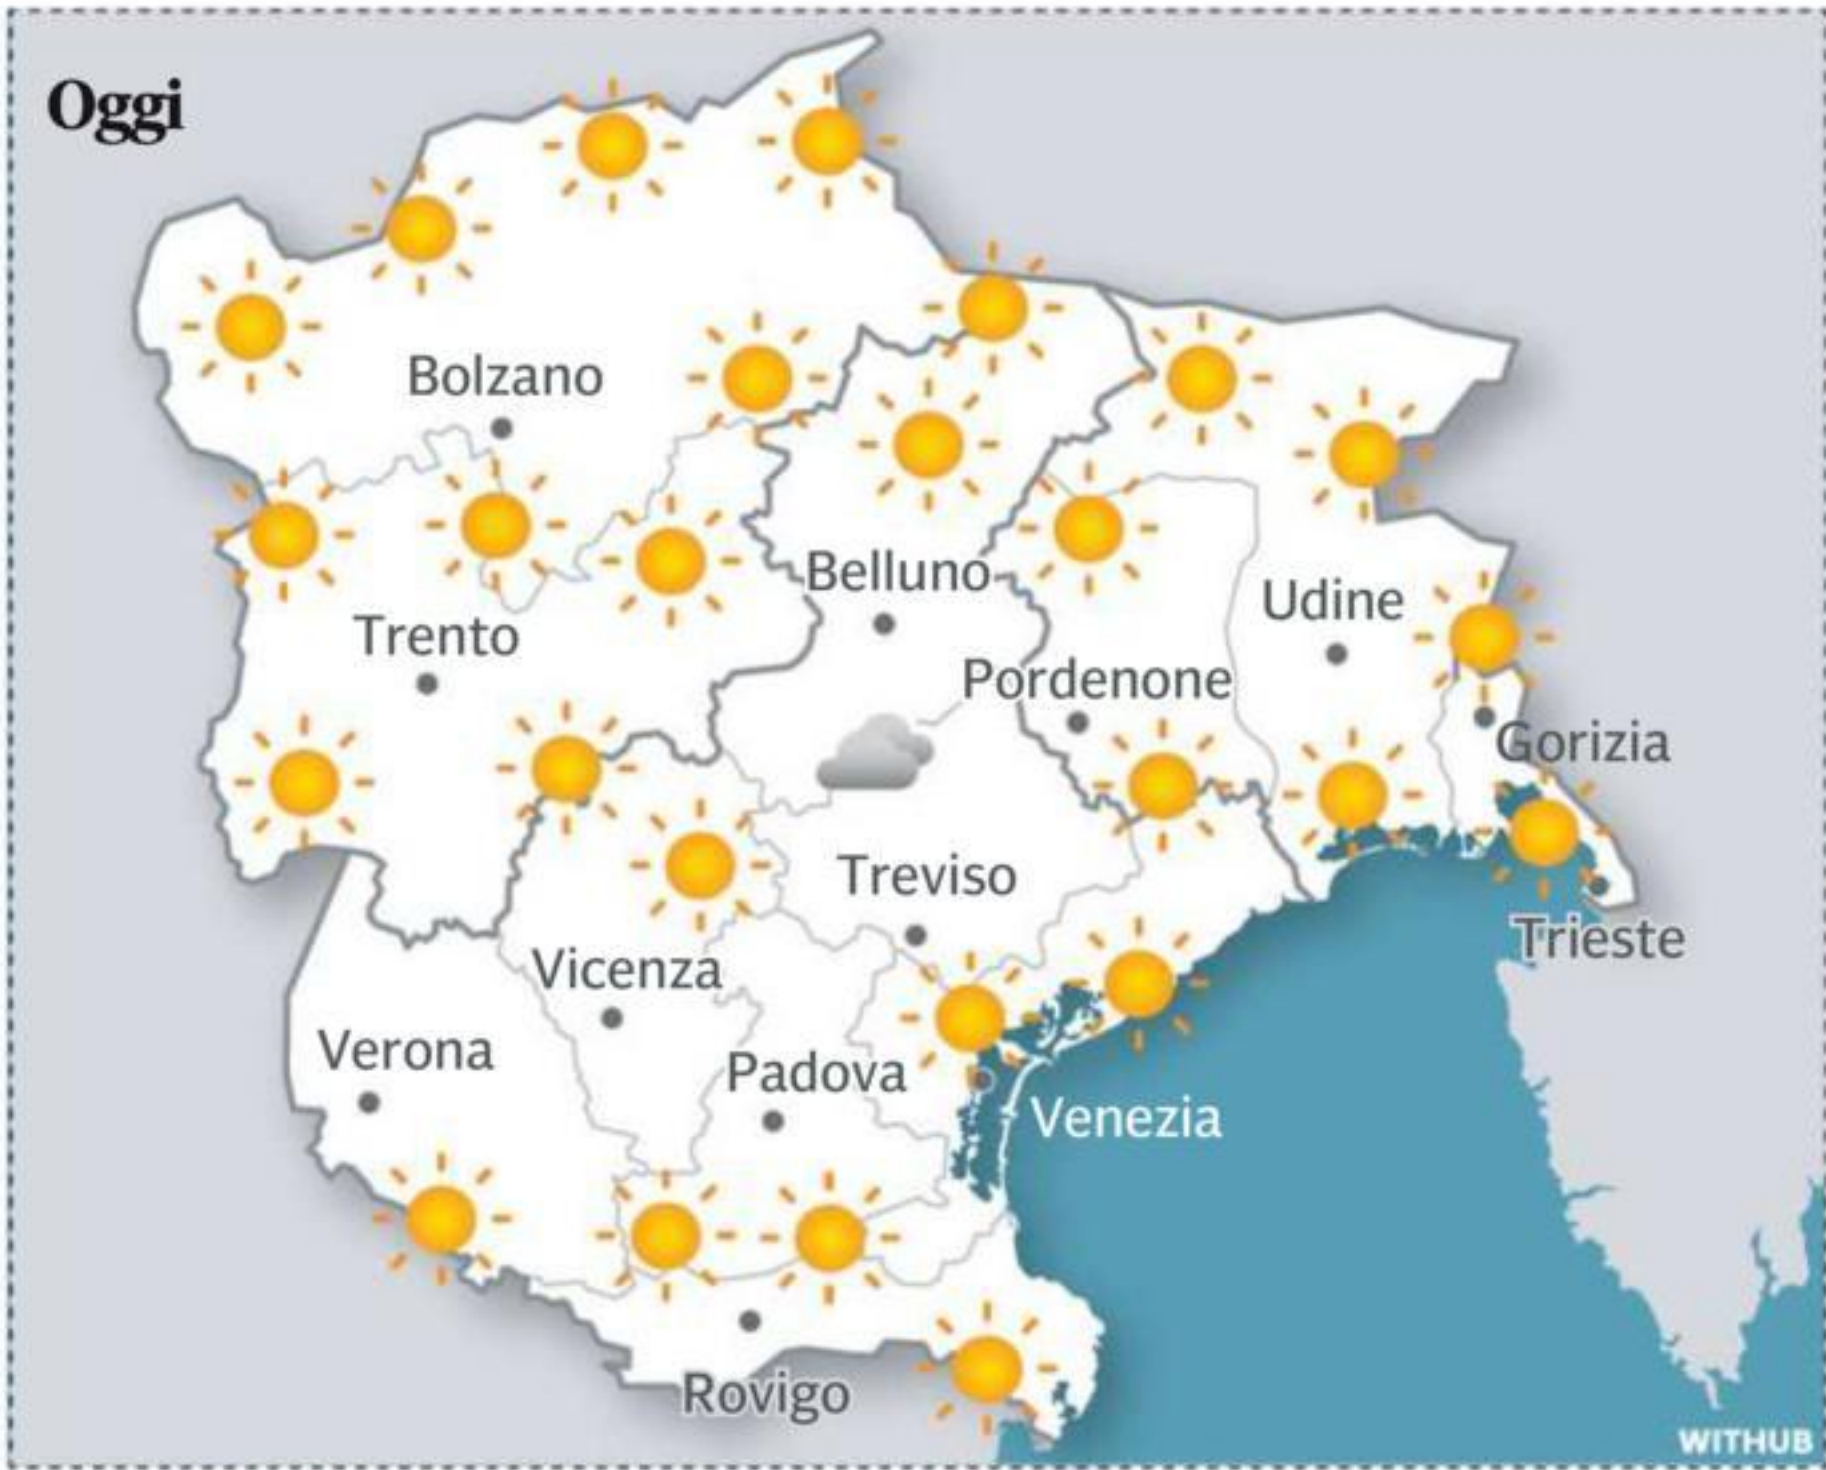 Oggi
Bolzano
Belluno
Udine
Trento
Pordenone
Gorizia
Treviso
Trieste
Vicenza
Verona
Padova
Venezia
Rovigo
WITHUB